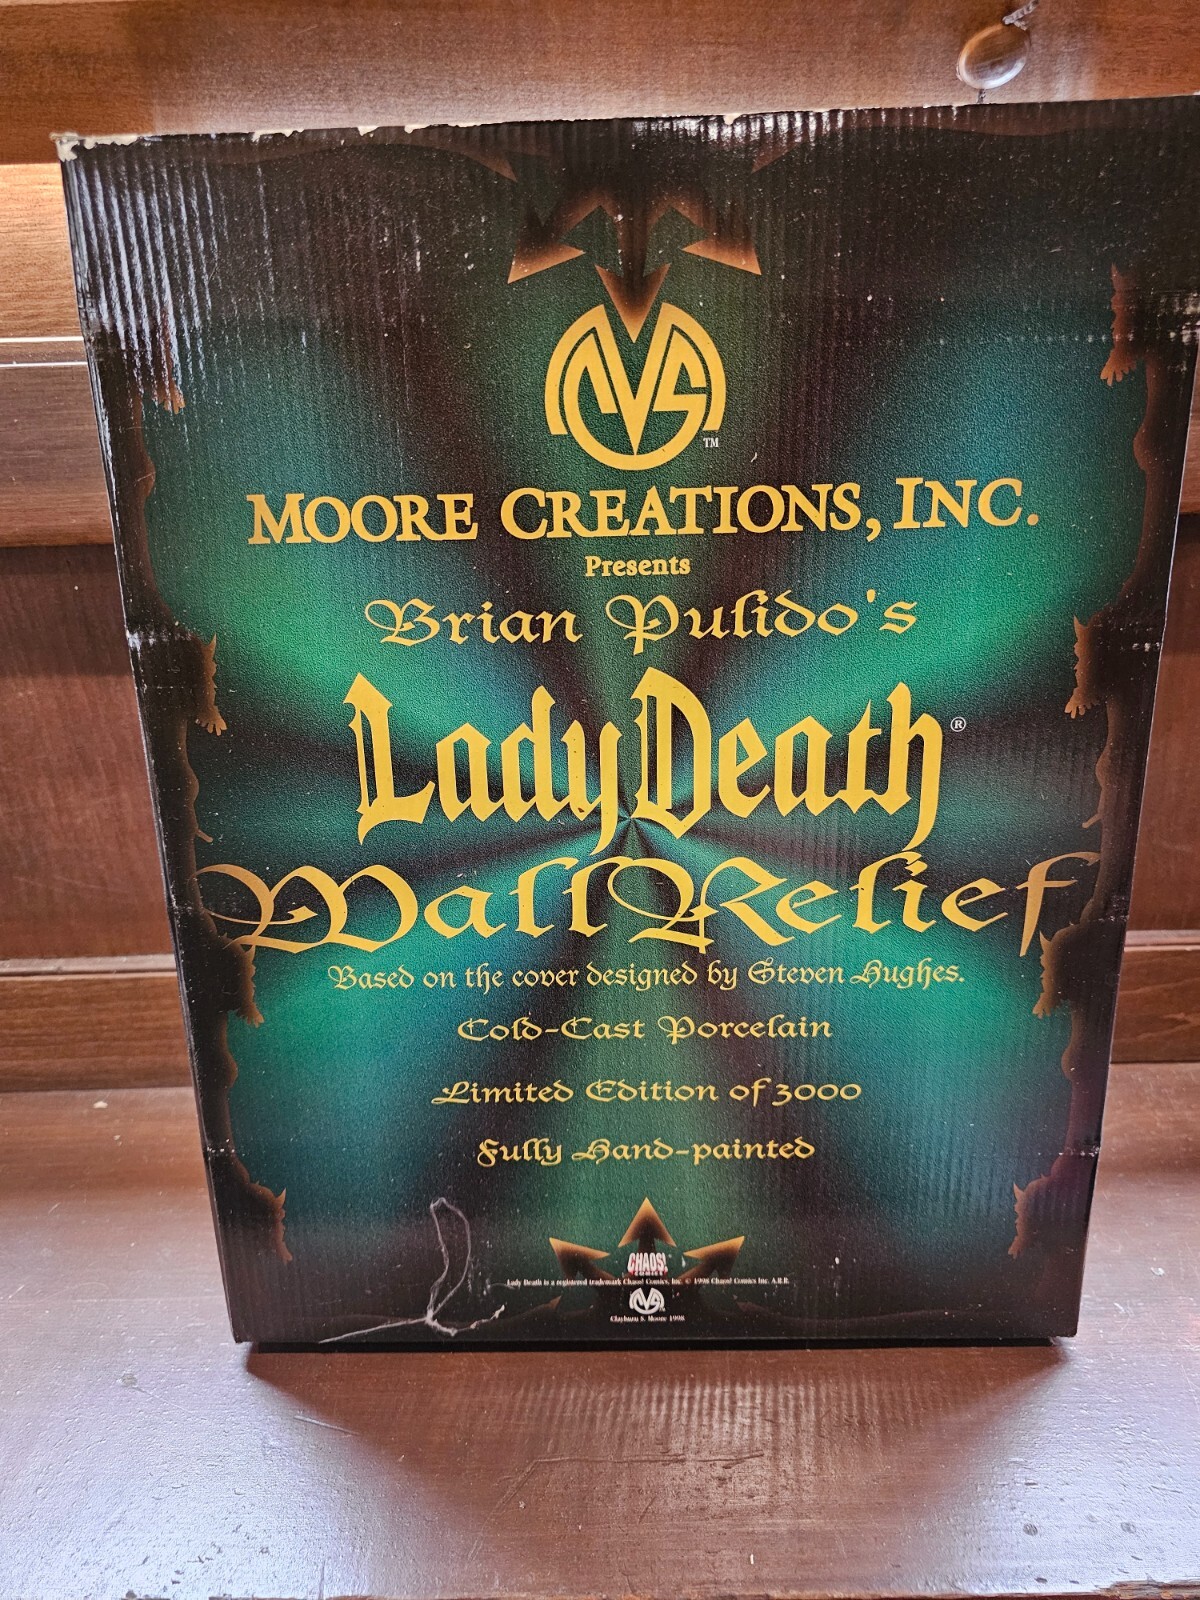 TM
MOORE CREATIONS, INC.
Presents
Brian Pulido's
Lady Death®
Wall Relief
Based on the cover designed by Steven Hughes.
Cold-Cast Porcelain
Limited Edition of 3000
Fully Hand-painted
CHAOS!
COMICS
Lady Death is a registered trademark Chaos! Comics, Inc. © 1998 Chaos! Comics Inc. A.R.R.
Clayburn S. Moore 1998